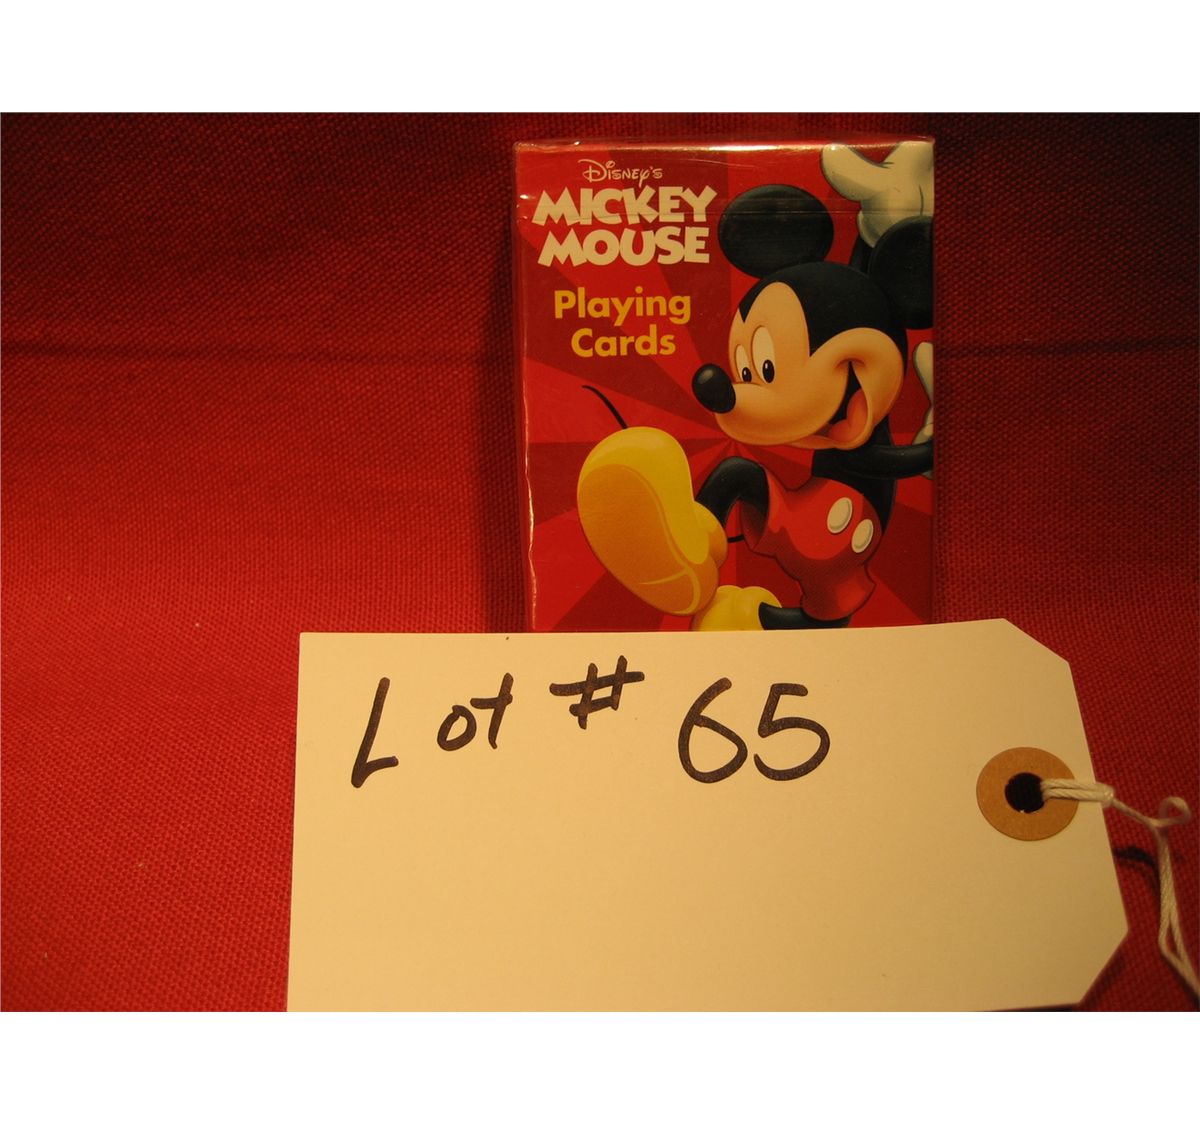 Disney's
MICKEY
MOUSE
Playing
Cards
Lot # 65